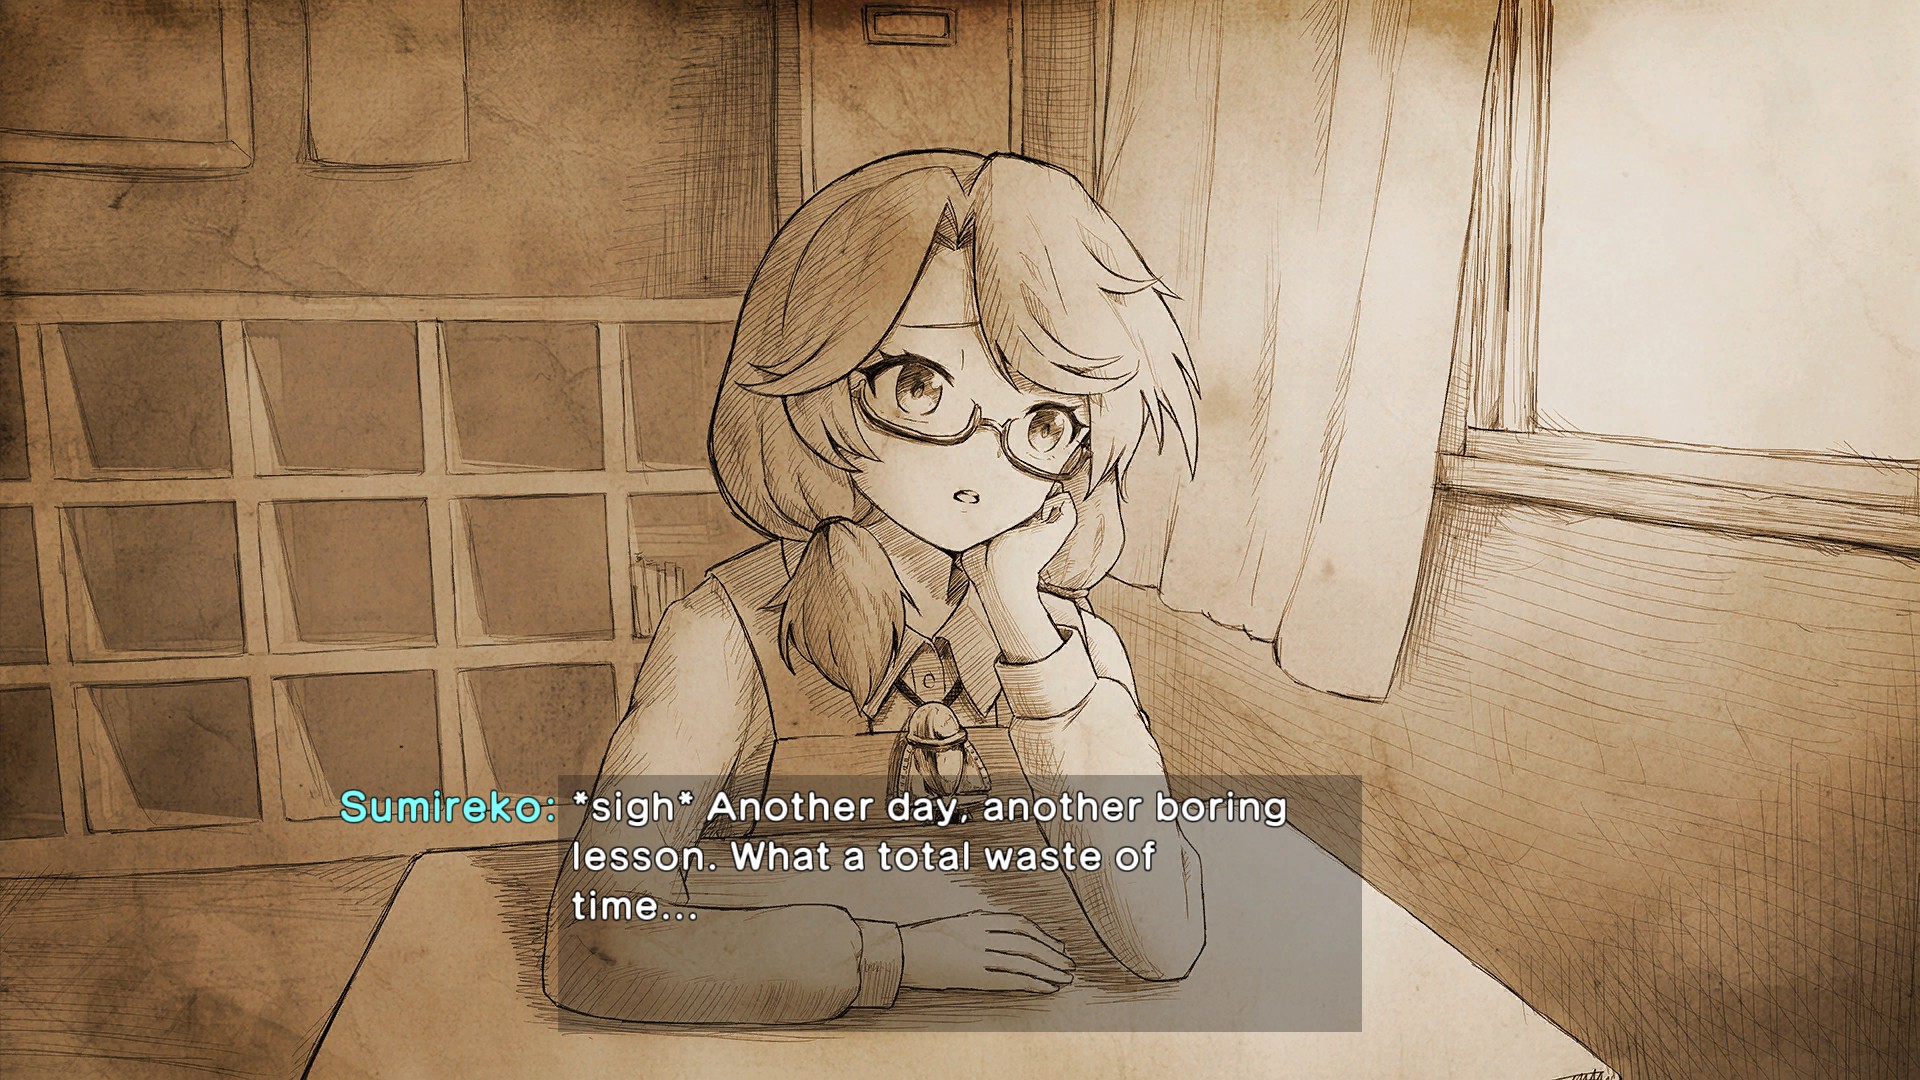 Sumireko: *sigh* Another day, another boring
lesson. What a total waste of
time...